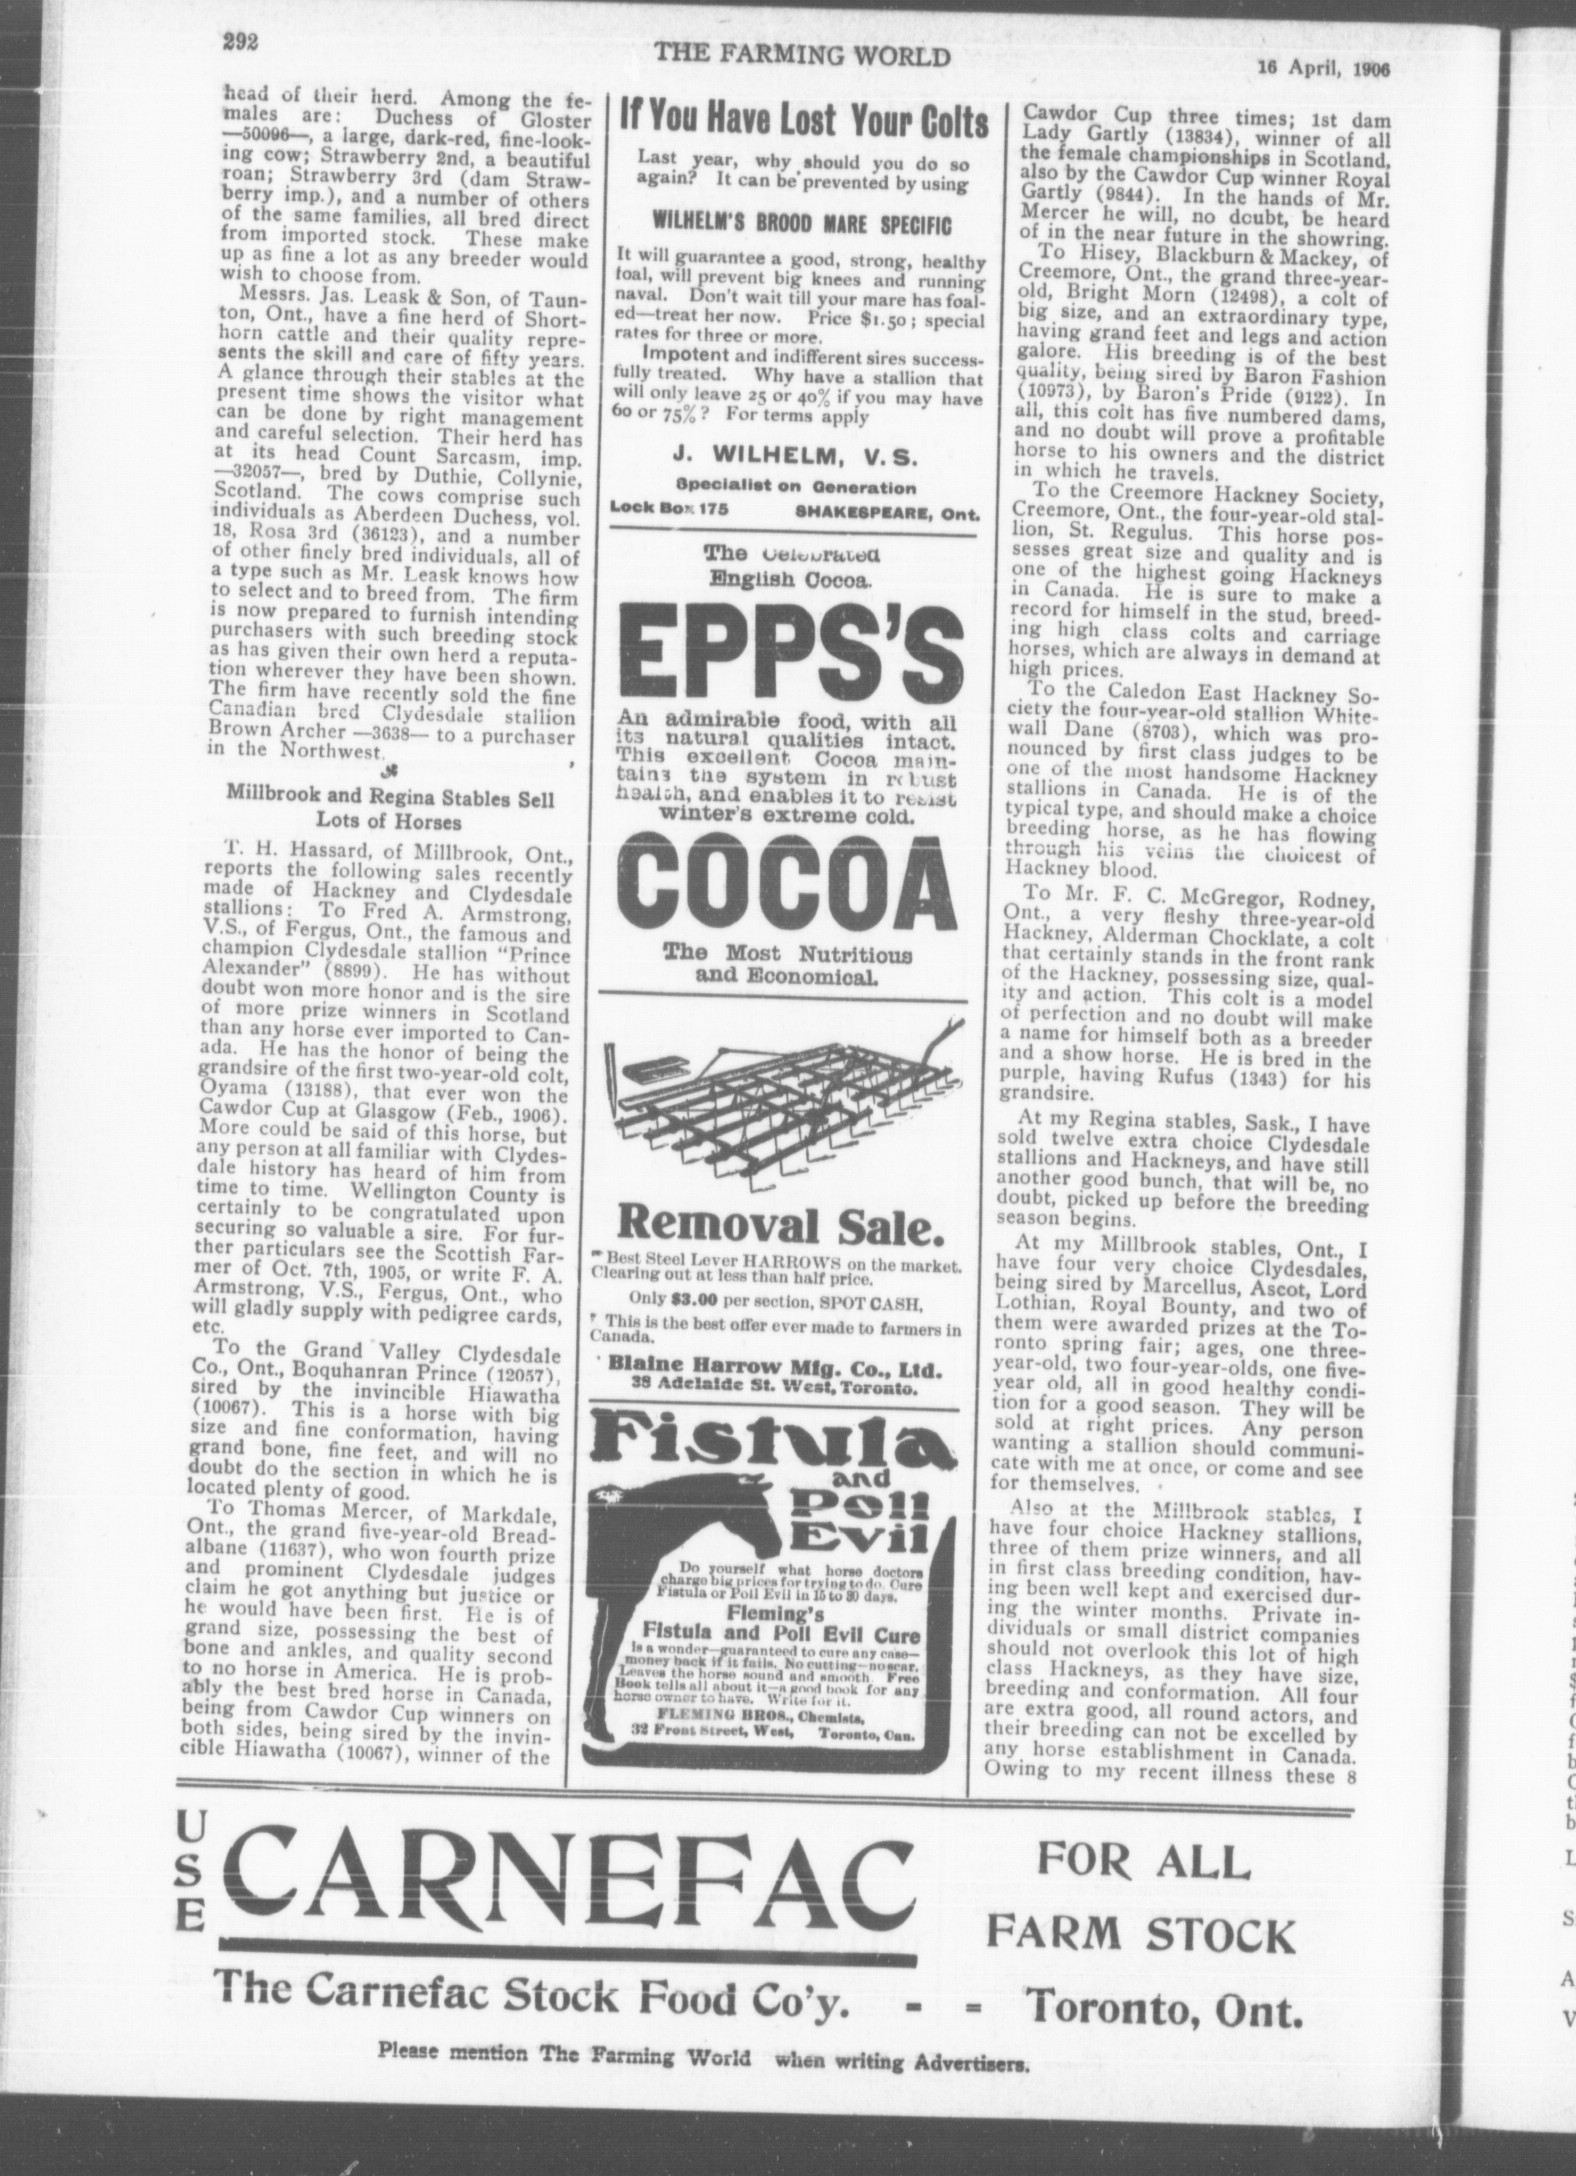 292
THE FARMING WORLD
16 April, 1906
head of their herd. Among the fe-
males are: Duchess of Gloster
—50096—, a large, dark-red, fine-look-
ing cow; Strawberry 2nd, a beautiful
roan; Strawberry 3rd (dam Straw-
berry imp.), and a number of others
of the same families, all bred direct
from imported stock. These make
up as fine a lot as any breeder would
wish to choose from.
Messrs. Jas. Leask & Son, of Taun-
ton, Ont., have a fine herd of Short-
horn cattle and their quality repre-
sents the skill and care of fifty years.
A glance through their stables at the
present time shows the visitor what
can be done by right management
and careful selection. Their herd has
at its head Count Sarcasm, imp.
—32057—, bred by Duthie, Collynie,
Scotland. The cows comprise such
individuals as Aberdeen Duchess, vol.
18, Rosa 3rd (36123), and a number
of other finely bred individuals, all of
a type such as Mr. Leask knows how
to select and to breed from. The firm
is now prepared to furnish intending
purchasers with such breeding stock
as has given their own herd a reputa-
tion wherever they have been shown.
The firm have recently sold the fine
Canadian bred Clydesdale stallion
Brown Archer —3638— to a purchaser
in the Northwest.
Millbrook and Regina Stables Sell
Lots of Horses
T. H. Hassard, of Millbrook, Ont.,
reports the following sales recently
made of Hackney and Clydesdale
stallions: To Fred A. Armstrong,
V.S., of Fergus, Ont., the famous and
champion Clydesdale stallion "Prince
Alexander" (8899). He has without
doubt won more honor and is the sire
of more prize winners in Scotland
than any horse ever imported to Can-
ada. He has the honor of being the
grandsire of the first two-year-old colt,
Oyama (13188), that ever won the
Cawdor Cup at Glasgow (Feb., 1906).
More could be said of this horse, but
any person at all familiar with Clydes-
dale history has heard of him from
time to time. Wellington County is
certainly to be congratulated upon
securing so valuable a sire. For fur-
ther particulars see the Scottish Far-
mer of Oct. 7th, 1905, or write F. A.
Armstrong, V.S., Fergus, Ont., who
will gladly supply with pedigree cards,
etc.
To the Grand Valley Clydesdale
Co., Ont., Boquhanran Prince (12057),
sired by the invincible Hiawatha
(10067). This is a horse with big
size and fine conformation, having
grand bone, fine feet, and will no
doubt do the section in which he is
located plenty of good.
To Thomas Mercer, of Markdale,
Ont., the grand five-year-old Bread-
albane (11637), who won fourth prize
and prominent Clydesdale judges
claim he got anything but justice or
he would have been first. He is of
grand size, possessing the best of
bone and ankles, and quality second
to no horse in America. He is prob-
ably the best bred horse in Canada,
being from Cawdor Cup winners on
both sides, being sired by the invin-
cible Hiawatha (10067), winner of the
If You Have Lost Your Colts
Last year, why should you do so
again? It can be prevented by using
WILHELM'S BROOD MARE SPECIFIC
It will guarantee a good, strong, healthy
foal, will prevent big knees and running
naval. Don't wait till your mare has foal-
ed—treat her now. Price $1.50; special
rates for three or more.
Impotent and indifferent sires success-
fully treated. Why have a stallion that
will only leave 25 or 40% if you may have
60 or 75%? For terms apply
J. WILHELM, V.S.
Specialist on Generation
Lock Box 175 SHAKESPEARE, Ont.
The Celebrated
English Cocoa.
EPPS'S
An admirable food, with all
its natural qualities intact.
This excellent Cocoa main-
tains the system in robust
health, and enables it to resist
winter's extreme cold.
COCOA
The Most Nutritious
and Economical.
Removal Sale.
Best Steel Lever HARROWS on the market.
Clearing out at less than half price.
Only $3.00 per section, SPOT CASH.
This is the best offer ever made to farmers in
Canada.
Blaine Harrow Mfg. Co., Ltd.
38 Adelaide St. West, Toronto.
Fistula
and
Poll
Evil
Do yourself what horse doctors
charge big prices for trying to do. Cure
Fistula or Poll Evil in 15 to 30 days.
Fleming's
Fistula and Poll Evil Cure
is a wonder—guaranteed to cure any case—
money back if it fails. No cutting—no scar.
Leaves the horse sound and smooth. Free
Book tells all about it—a good book for any
horse owner to have. Write for it.
FLEMING BROS., Chemists,
32 Front Street, West, Toronto, Can.
Cawdor Cup three times; 1st dam
Lady Gartly (13834), winner of all
the female championships in Scotland,
also by the Cawdor Cup winner Royal
Gartly (9844). In the hands of Mr.
Mercer he will, no doubt, be heard
of in the near future in the showring.
To Hisey, Blackburn & Mackey, of
Creemore, Ont., the grand three-year-
old, Bright Morn (12498), a colt of
big size, and an extraordinary type,
having grand feet and legs and action
galore. His breeding is of the best
quality, being sired by Baron Fashion
(10973), by Baron's Pride (9122). In
all, this colt has five numbered dams,
and no doubt will prove a profitable
horse to his owners and the district
in which he travels.
To the Creemore Hackney Society,
Creemore, Ont., the four-year-old stal-
lion, St. Regulus. This horse pos-
sesses great size and quality and is
one of the highest going Hackneys
in Canada. He is sure to make a
record for himself in the stud, breed-
ing high class colts and carriage
horses, which are always in demand at
high prices.
To the Caledon East Hackney So-
ciety the four-year-old stallion White-
wall Dane (8703), which was pro-
nounced by first class judges to be
one of the most handsome Hackney
stallions in Canada. He is of the
typical type, and should make a choice
breeding horse, as he has flowing
through his veins the choicest of
Hackney blood.
To Mr. F. C. McGregor, Rodney,
Ont., a very fleshy three-year-old
Hackney, Alderman Chocklate, a colt
that certainly stands in the front rank
of the Hackney, possessing size, qual-
ity and action. This colt is a model
of perfection and no doubt will make
a name for himself both as a breeder
and a show horse. He is bred in the
purple, having Rufus (1343) for his
grandsire.
At my Regina stables, Sask., I have
sold twelve extra choice Clydesdale
stallions and Hackneys, and have still
another good bunch, that will be, no
doubt, picked up before the breeding
season begins.
At my Millbrook stables, Ont., I
have four very choice Clydesdales,
being sired by Marcellus, Ascot, Lord
Lothian, Royal Bounty, and two of
them were awarded prizes at the To-
ronto spring fair; ages, one three-
year-old, two four-year-olds, one five-
year old, all in good healthy condi-
tion for a good season. They will be
sold at right prices. Any person
wanting a stallion should communi-
cate with me at once, or come and see
for themselves.
Also at the Millbrook stables, I
have four choice Hackney stallions,
three of them prize winners, and all
in first class breeding condition, hav-
ing been well kept and exercised dur-
ing the winter months. Private in-
dividuals or small district companies
should not overlook this lot of high
class Hackneys, as they have size,
breeding and conformation. All four
are extra good, all round actors, and
their breeding can not be excelled by
any horse establishment in Canada.
Owing to my recent illness these 8
USE CARNEFAC
FOR ALL
FARM STOCK
The Carnefac Stock Food Co'y. - - Toronto, Ont.
Please mention The Farming World when writing Advertisers.